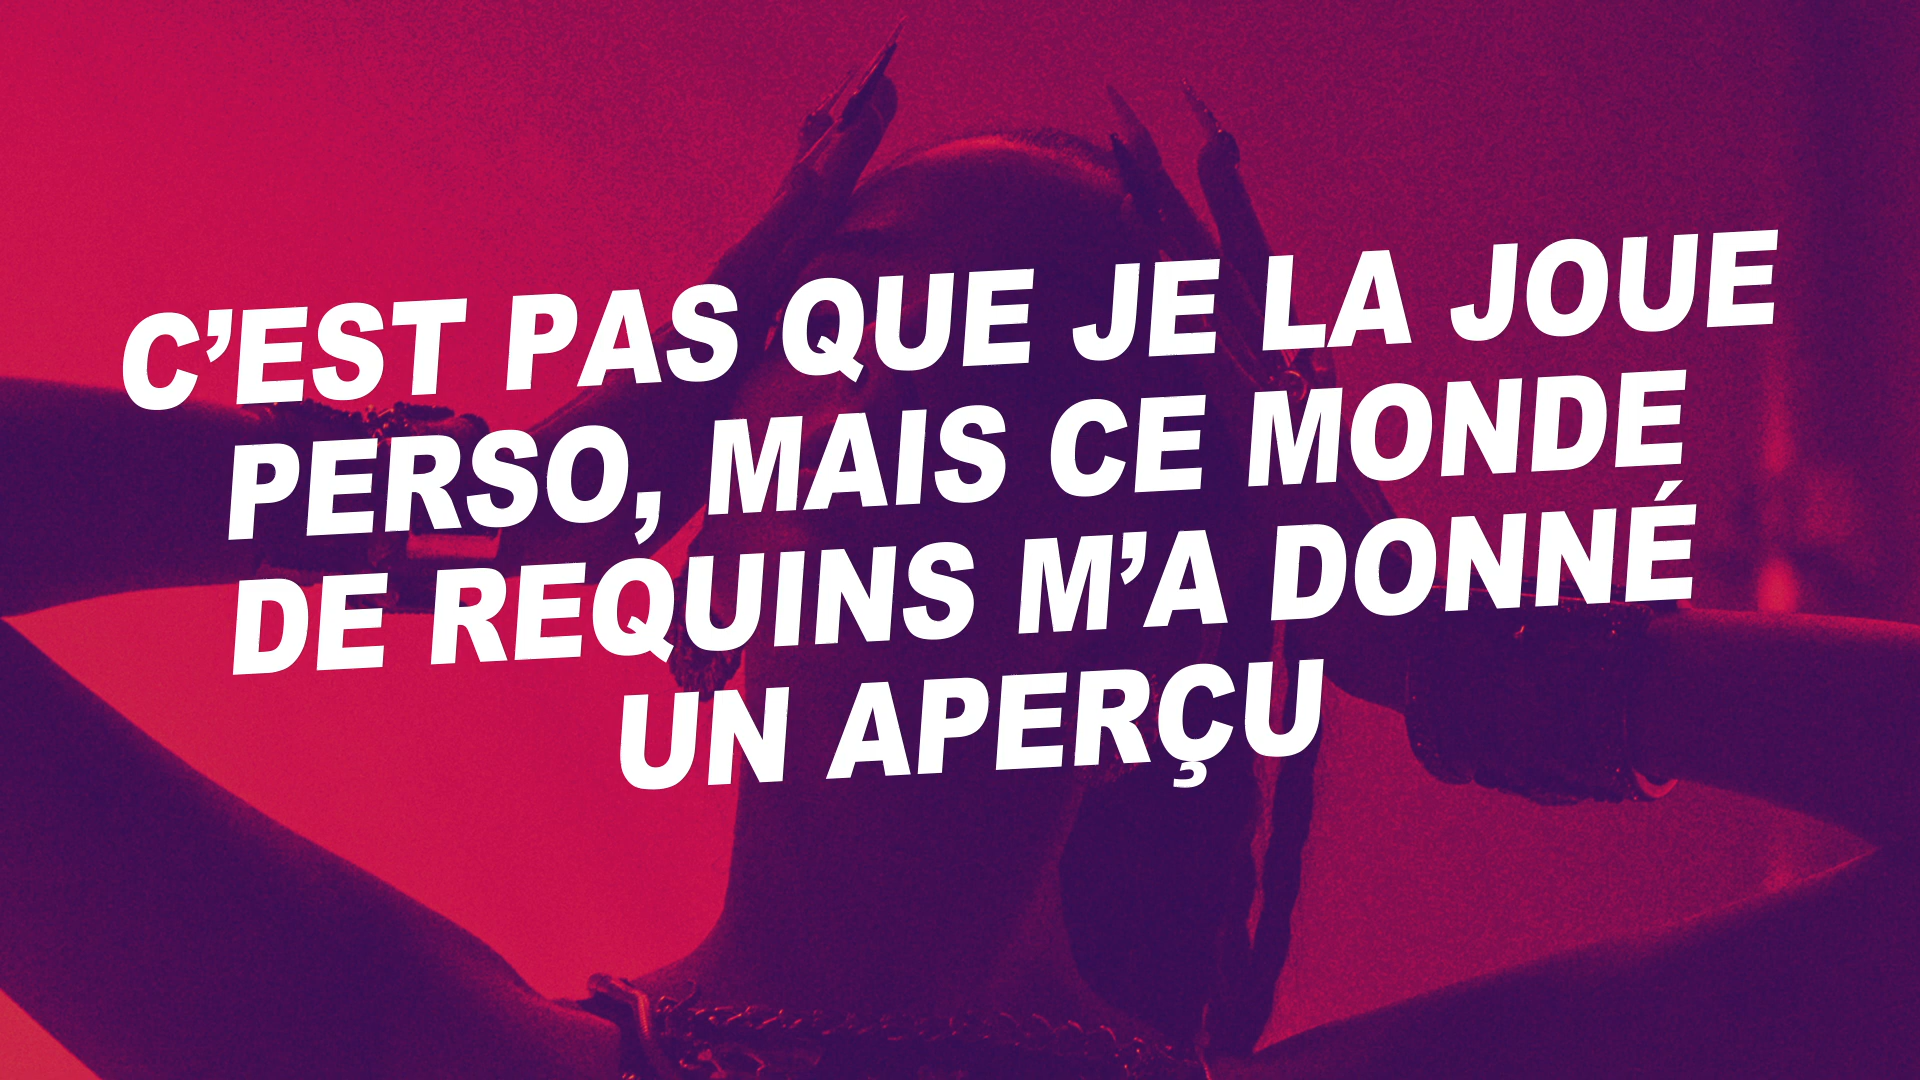 C’EST PAS QUE JE LA JOUE
PERSO, MAIS CE MONDE
DE REQUINS M’A DONNÉ
UN APERÇU